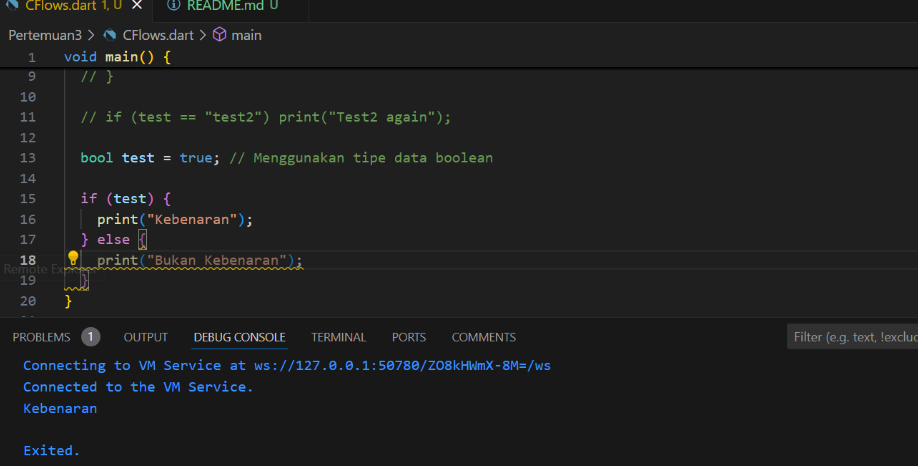 CFlows.dart 1, U
README.md U
Pertemuan3 > CFlows.dart > main
1 void main() {
9 // }
10
11 // if (test == "test2") print("Test2 again");
12
13 bool test = true; // Menggunakan tipe data boolean
14
15 if (test) {
16 print("Kebenaran");
17 } else {
18 print("Bukan Kebenaran");
19 }
20 }
PROBLEMS 1 OUTPUT DEBUG CONSOLE TERMINAL PORTS COMMENTS Filter (e.g. text, !exclud
Connecting to VM Service at ws://127.0.0.1:50780/ZO8kHWmX-8M=/ws
Connected to the VM Service.
Kebenaran
Exited.